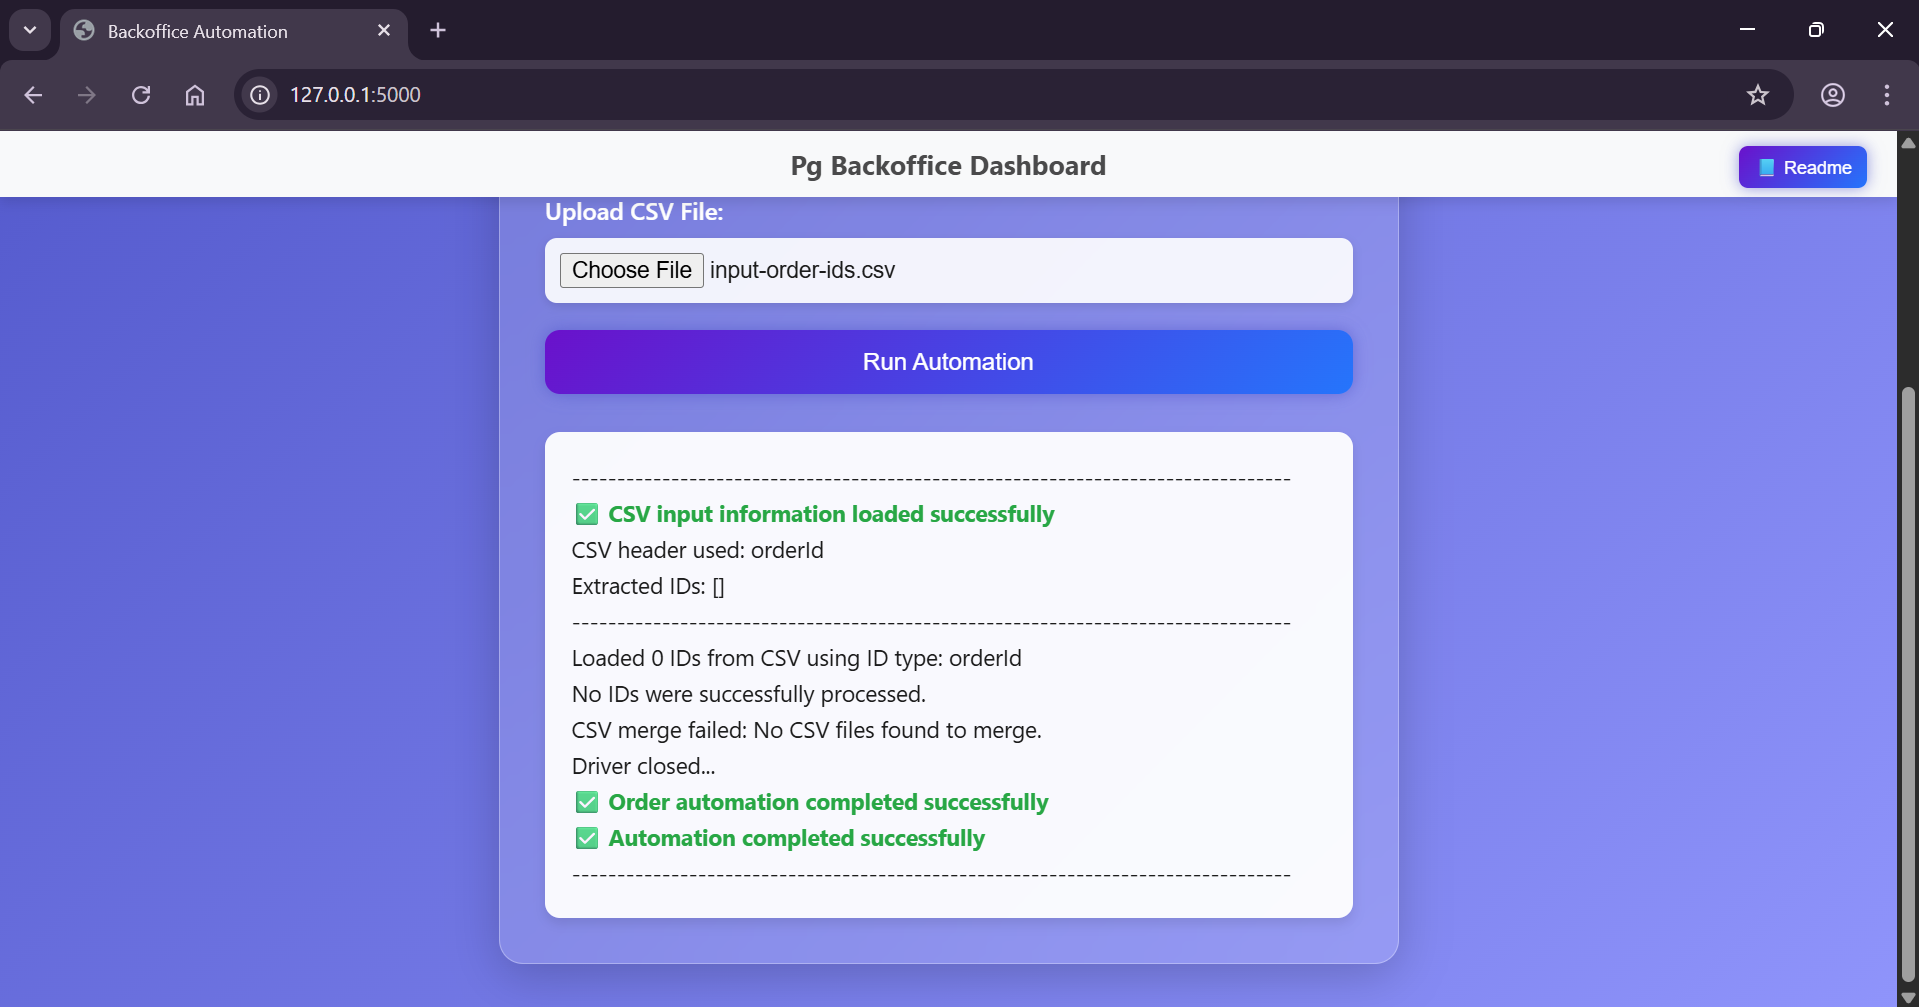 Backoffice Automation
127.0.0.1:5000
Pg Backoffice Dashboard
Readme
Upload CSV File:
Choose File input-order-ids.csv
Run Automation
--------------------------------------------------------------------------------
✅ CSV input information loaded successfully
CSV header used: orderId
Extracted IDs: []
--------------------------------------------------------------------------------
Loaded 0 IDs from CSV using ID type: orderId
No IDs were successfully processed.
CSV merge failed: No CSV files found to merge.
Driver closed...
✅ Order automation completed successfully
✅ Automation completed successfully
--------------------------------------------------------------------------------